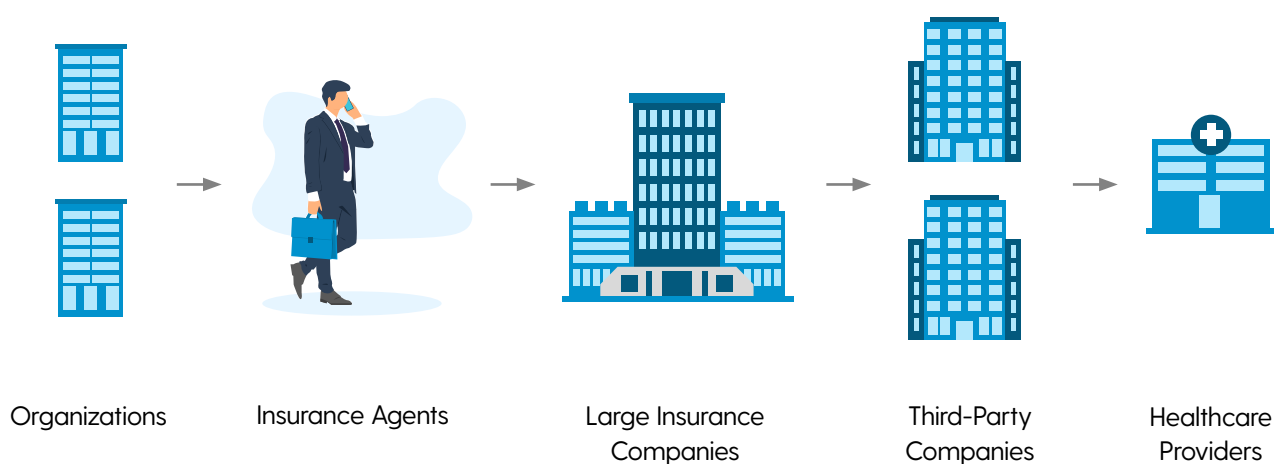 Organizations
Insurance Agents
Large Insurance
Companies
Third-Party
Companies
Healthcare
Providers